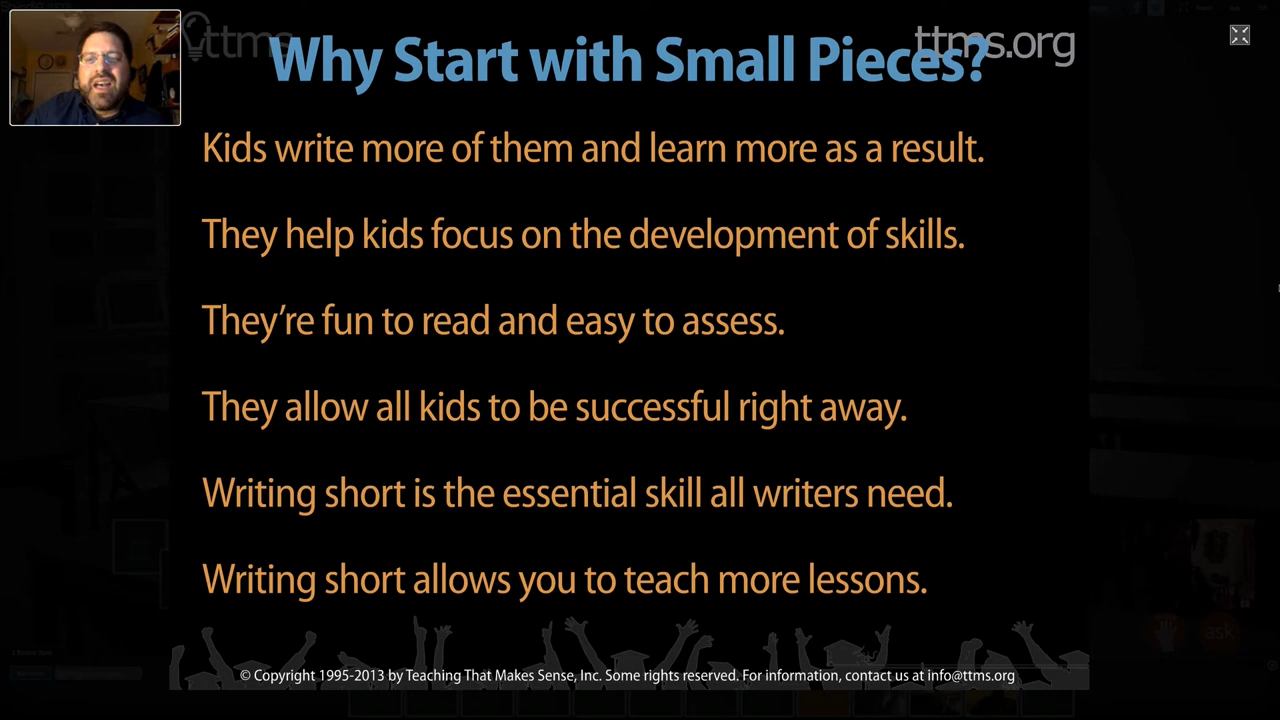 ttms
ttms.org
Why Start with Small Pieces?
Kids write more of them and learn more as a result.
They help kids focus on the development of skills.
They’re fun to read and easy to assess.
They allow all kids to be successful right away.
Writing short is the essential skill all writers need.
Writing short allows you to teach more lessons.
ask
© Copyright 1995-2013 by Teaching That Makes Sense, Inc. Some rights reserved. For information, contact us at info@ttms.org